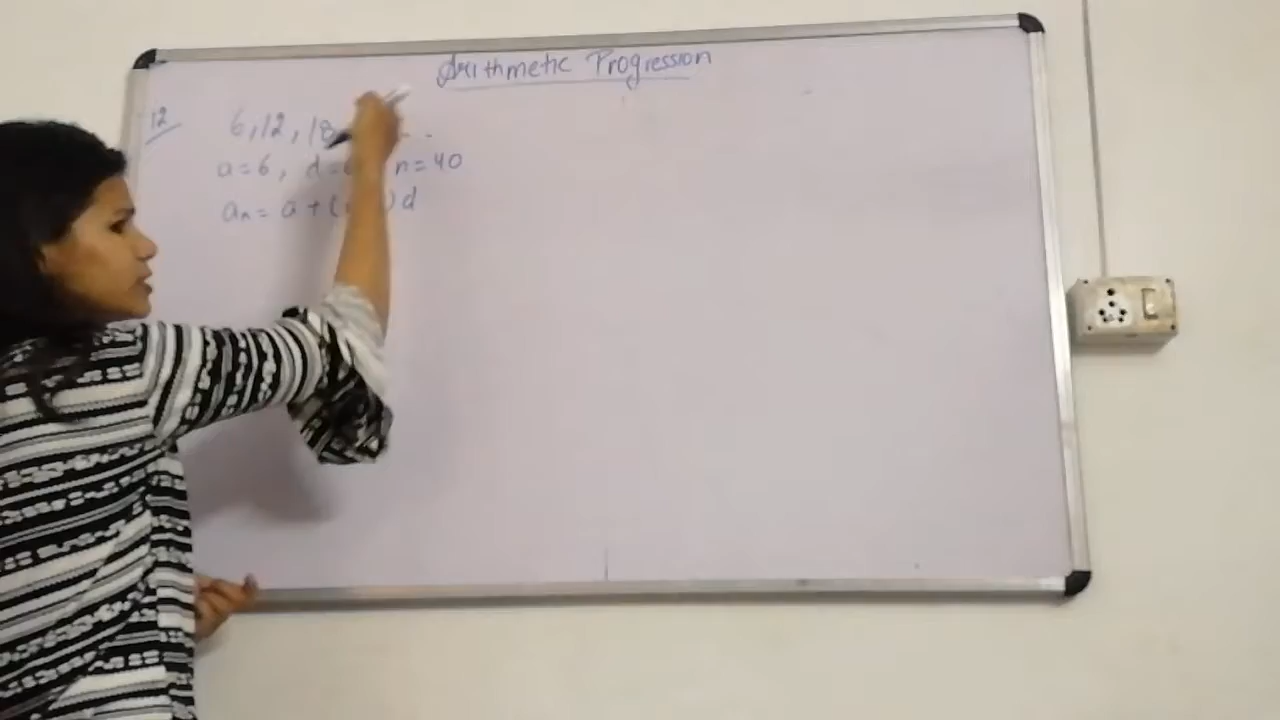 Arithmetic Progression
12
6, 12, 18 . .
a = 6, d = n = 40
aₙ = a + ( ) d